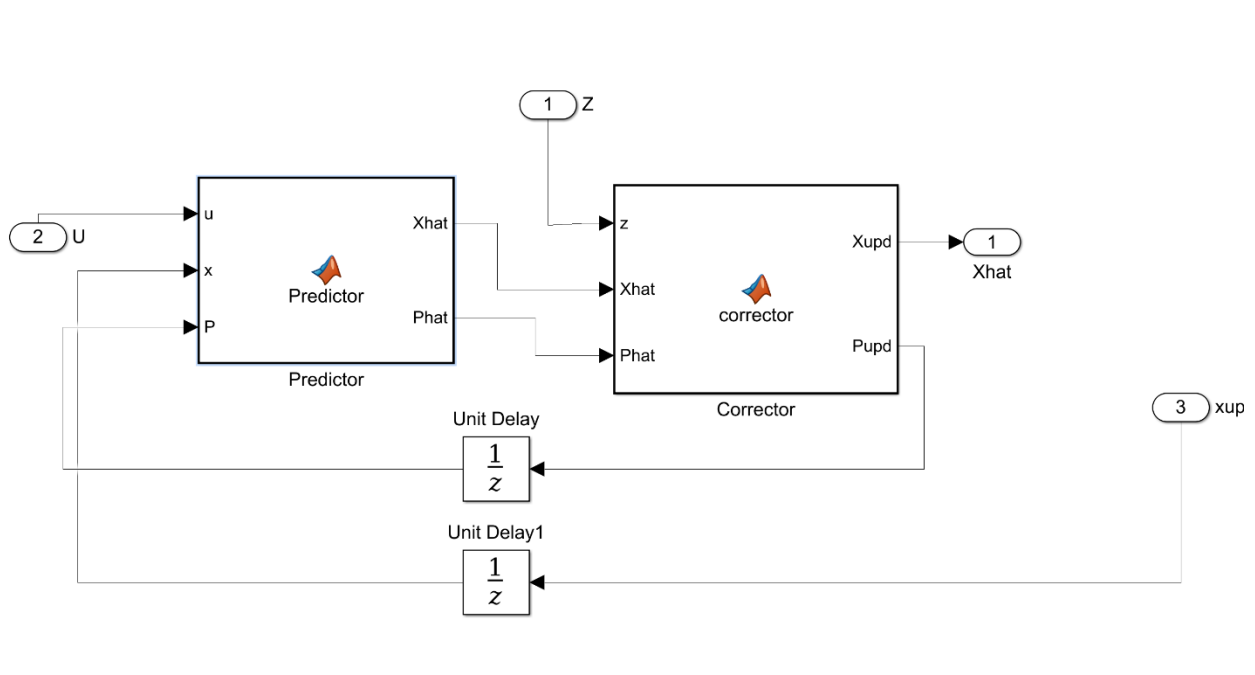 1 Z
u
x
P
Xhat
Phat
Predictor
Predictor
2 U
z
Xhat
Phat
Xupd
Pupd
corrector
Corrector
1
Xhat
3 xup
Unit Delay
1
z
Unit Delay1
1
z